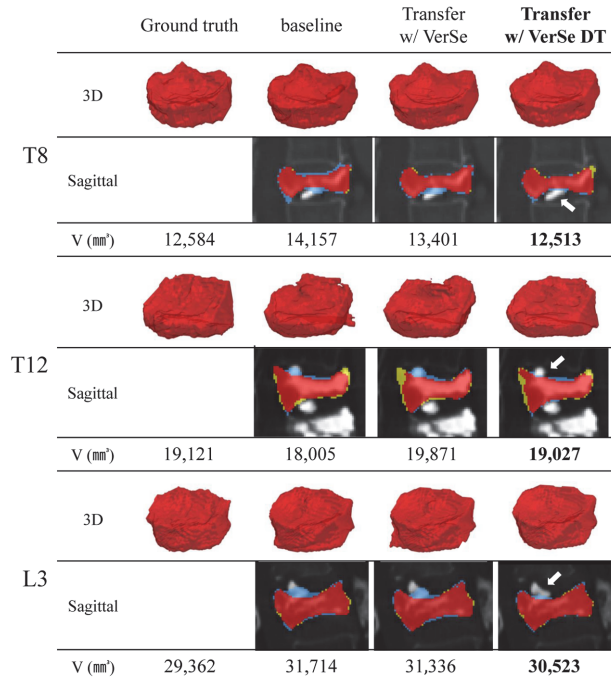 Ground truth baseline Transfer w/ VerSe Transfer w/ VerSe DT
T8
3D
Sagittal
V (㎣) 12,584 14,157 13,401 12,513
T12
3D
Sagittal
V (㎣) 19,121 18,005 19,871 19,027
L3
3D
Sagittal
V (㎣) 29,362 31,714 31,336 30,523